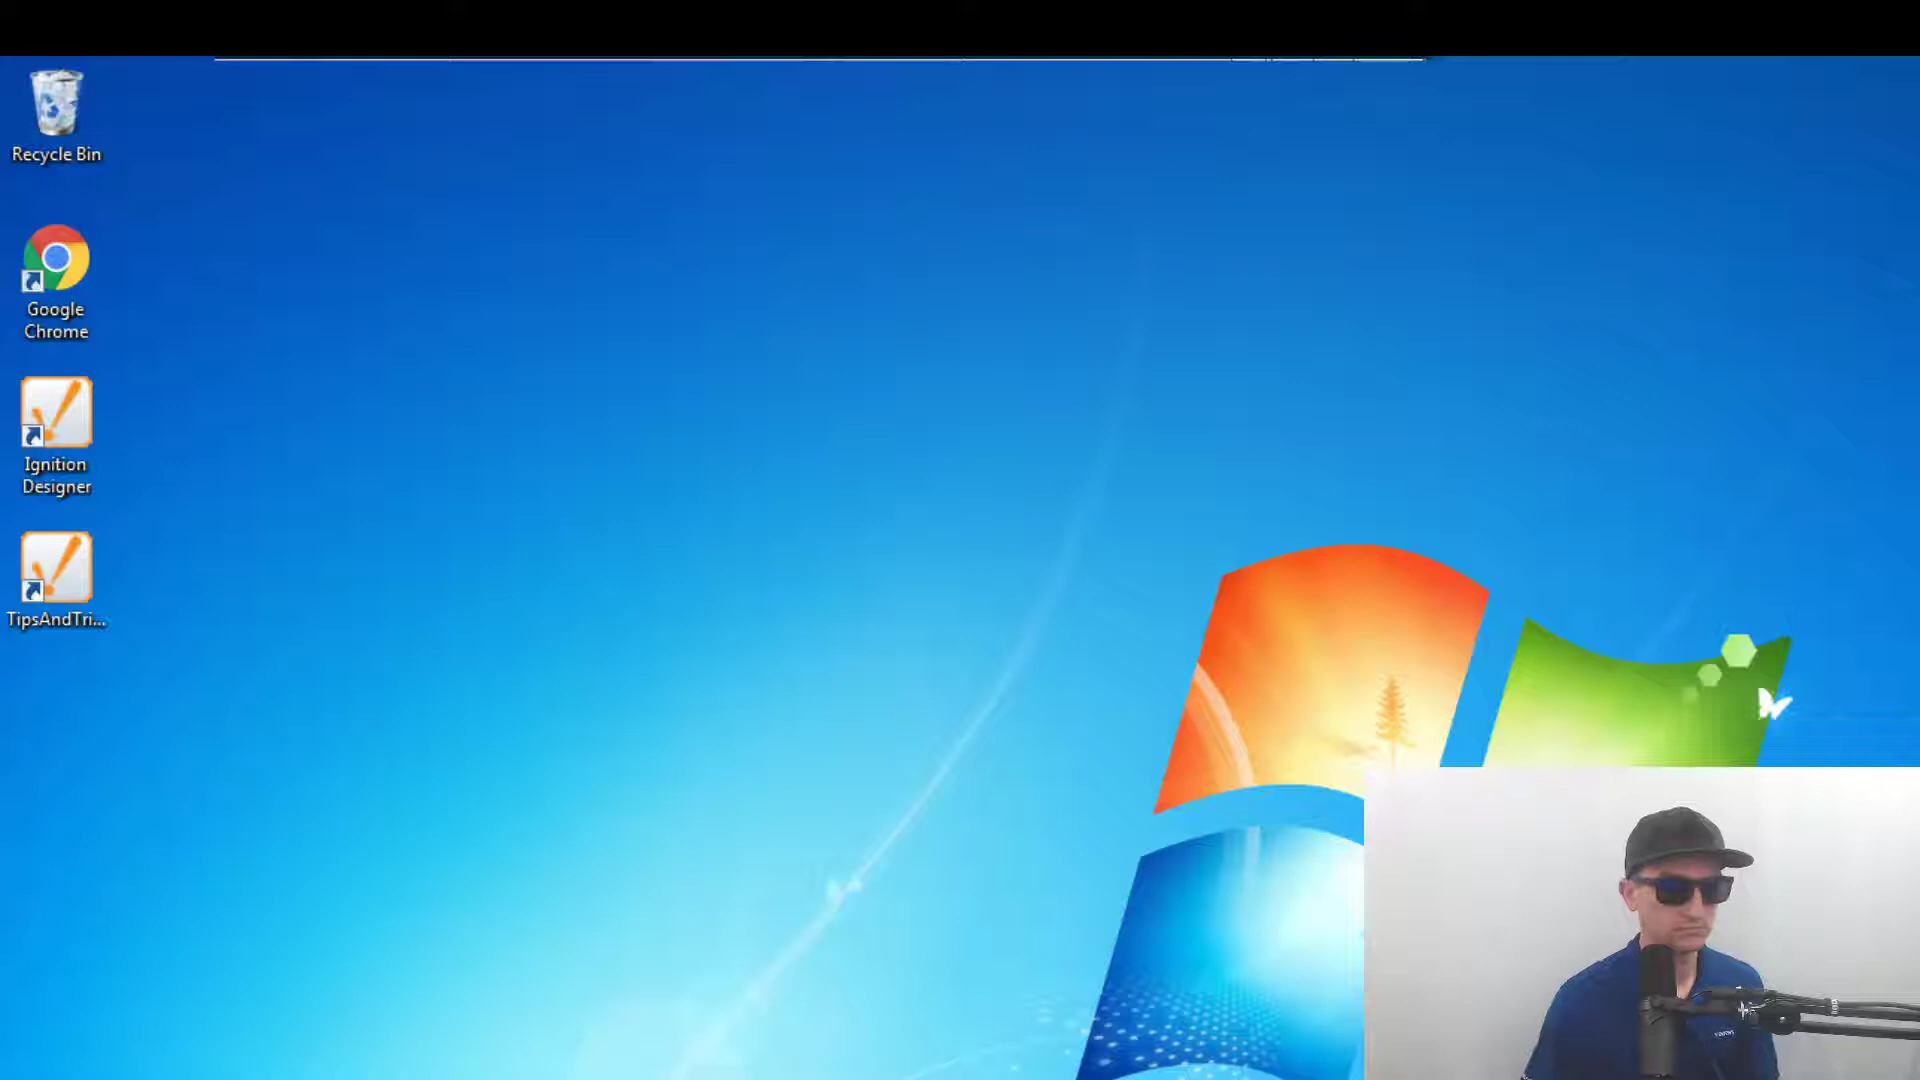 Recycle Bin
Google
Chrome
Ignition
Designer
TipsAndTri...